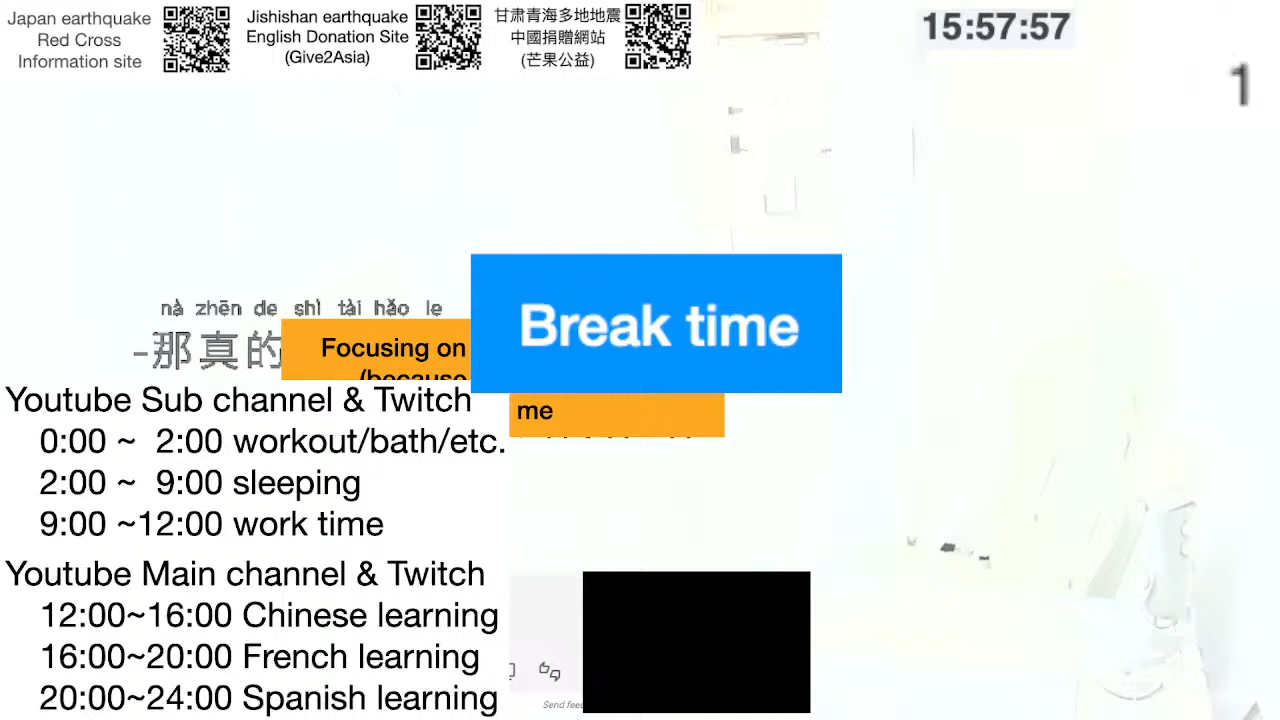 Japan earthquake
Red Cross
Information site
Jishishan earthquake
English Donation Site
(Give2Asia)
甘肃青海多地地震
中國捐贈網站
(芒果公益)
15:57:57
1
Break time
nà zhēn de shì tài hǎo le
-那真的
Focusing on
(because
me
Youtube Sub channel & Twitch
0:00 ~ 2:00 workout/bath/etc.
2:00 ~ 9:00 sleeping
9:00 ~12:00 work time
Youtube Main channel & Twitch
12:00~16:00 Chinese learning
16:00~20:00 French learning
20:00~24:00 Spanish learning
Send